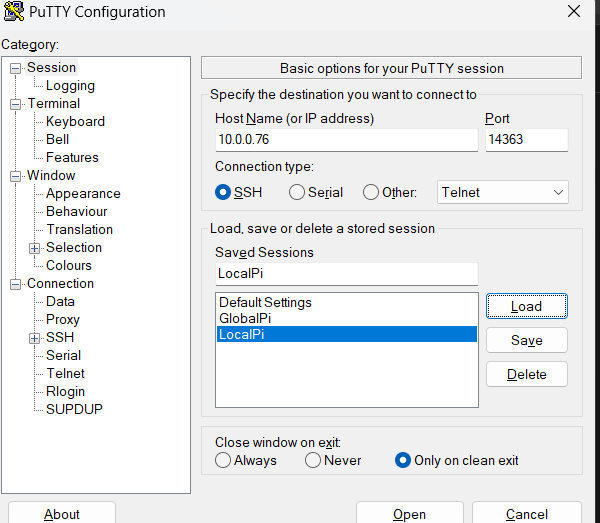 PuTTY Configuration
Category:
Session
Logging
Terminal
Keyboard
Bell
Features
Window
Appearance
Behaviour
Translation
Selection
Colours
Connection
Data
Proxy
SSH
Serial
Telnet
Rlogin
SUPDUP
Basic options for your PuTTY session
Specify the destination you want to connect to
Host Name (or IP address) Port
10.0.0.76 14363
Connection type:
SSH Serial Other: Telnet
Load, save or delete a stored session
Saved Sessions
LocalPi
Default Settings
GlobalPi
LocalPi
Load
Save
Delete
Close window on exit:
Always Never Only on clean exit
About Open Cancel